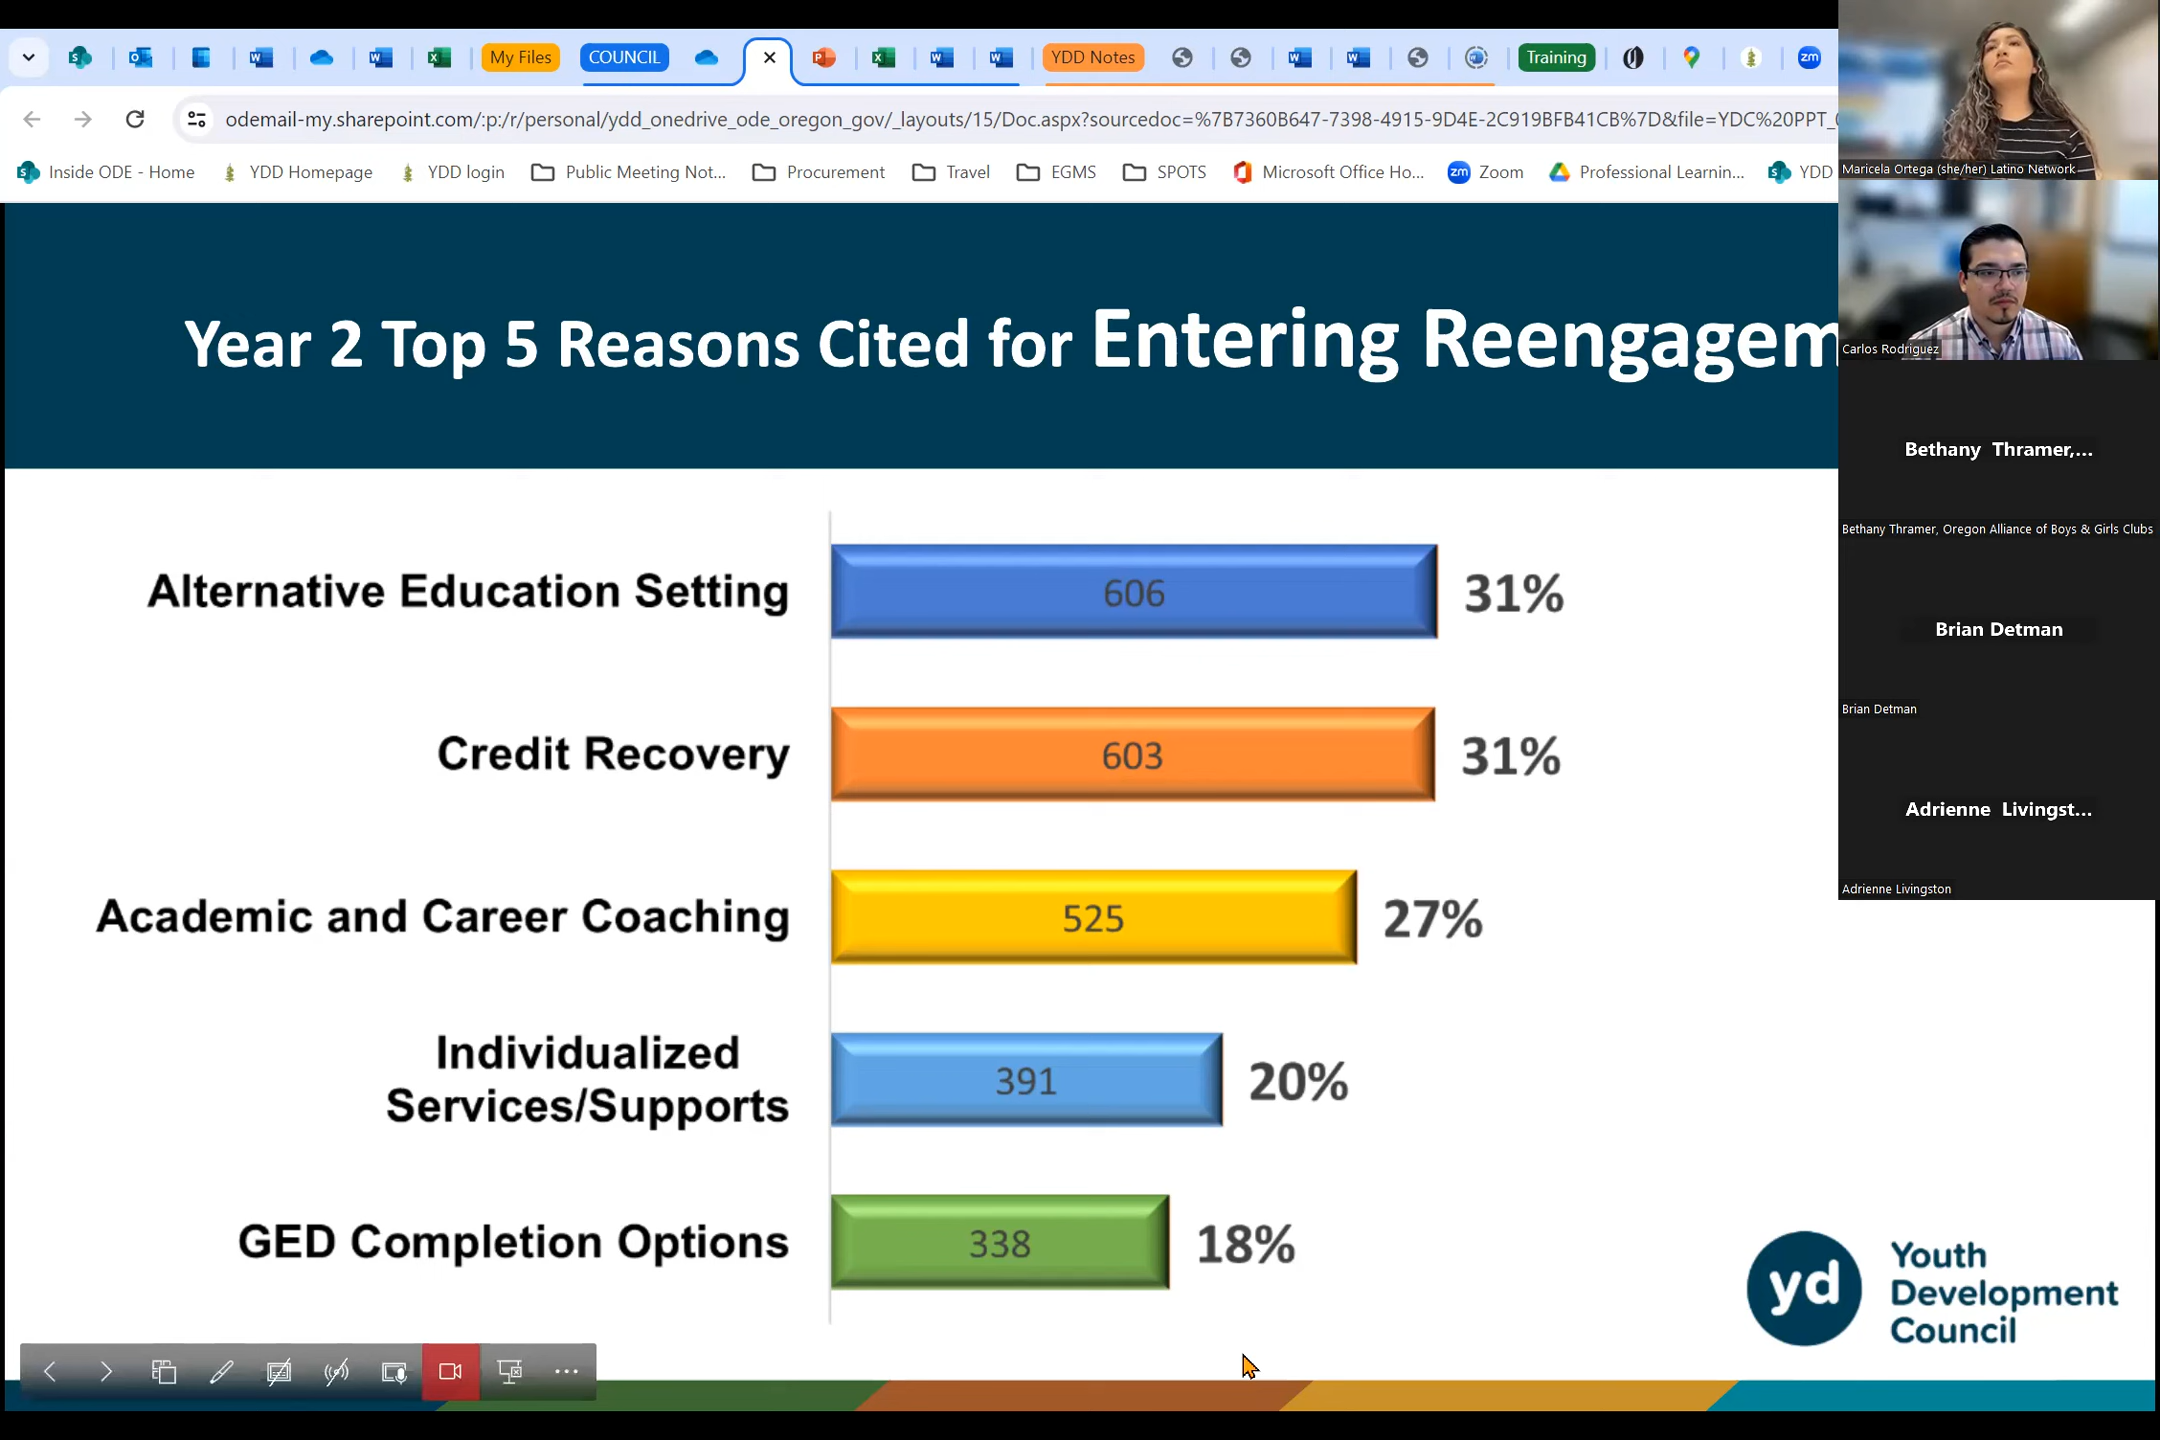 My Files
COUNCIL
YDD Notes
Training
zm
odemail-my.sharepoint.com/:p:/r/personal/ydd_onedrive_ode_oregon_gov/_layouts/15/Doc.aspx?sourcedoc=%7B7360B647-7398-4915-9D4E-2C919BFB41CB%7D&file=YDC%20PPT_
Inside ODE - Home
YDD Homepage
YDD login
Public Meeting Not...
Procurement
Travel
EGMS
SPOTS
Microsoft Office Ho...
zm Zoom
Professional Learnin...
YDD
Maricela Ortega (she/her) Latino Network
Carlos Rodriguez
Bethany Thramer,...
Bethany Thramer, Oregon Alliance of Boys & Girls Clubs
Brian Detman
Brian Detman
Adrienne Livingst...
Adrienne Livingston
Year 2 Top 5 Reasons Cited for Entering Reengagem
Alternative Education Setting 606 31%
Credit Recovery 603 31%
Academic and Career Coaching 525 27%
Individualized
Services/Supports 391 20%
GED Completion Options 338 18%
yd
Youth
Development
Council